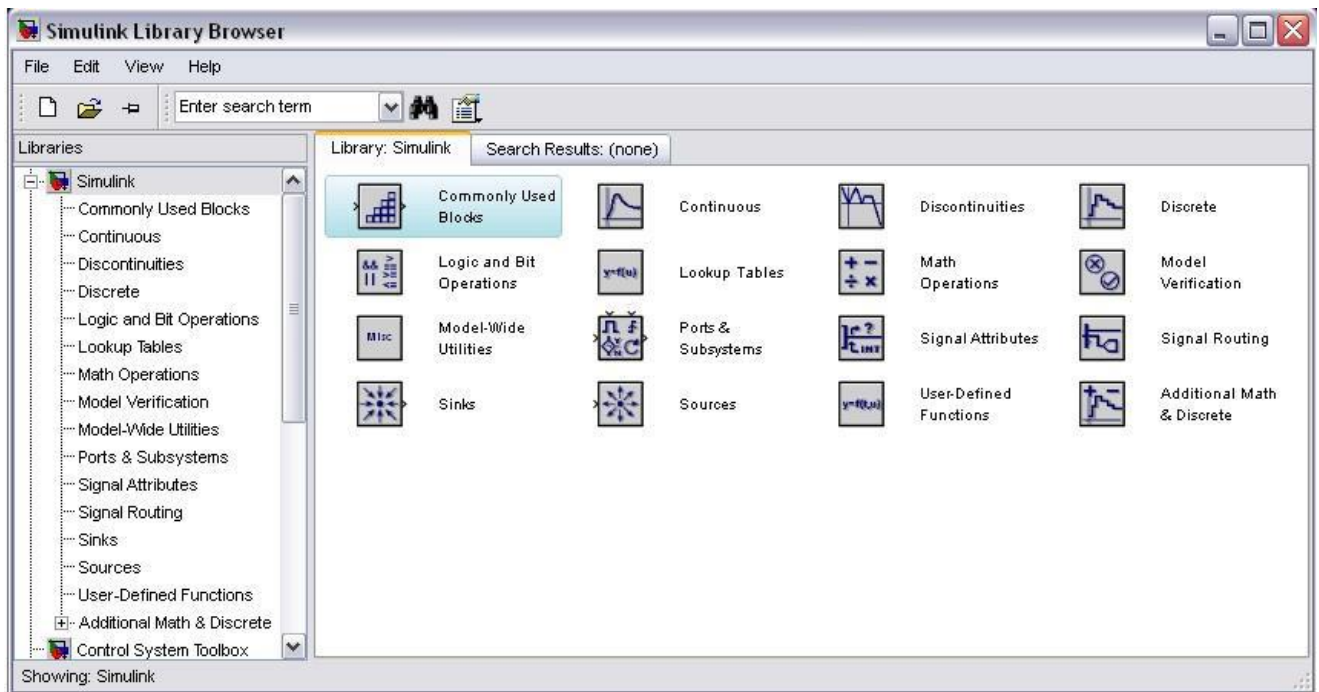 Simulink Library Browser
File Edit View Help
Enter search term
Libraries
Library: Simulink Search Results: (none)
Simulink
Commonly Used Blocks
Continuous
Discontinuities
Discrete
Logic and Bit Operations
Lookup Tables
Math Operations
Model Verification
Model-Wide Utilities
Ports & Subsystems
Signal Attributes
Signal Routing
Sinks
Sources
User-Defined Functions
Additional Math & Discrete
Control System Toolbox
Commonly Used
Blocks
Continuous
Discontinuities
Discrete
&& >=
|| <=
Logic and Bit
Operations
y=f(u)
Lookup Tables
+ −
÷ ×
Math
Operations
Model
Verification
Misc
Model-Wide
Utilities
Ports &
Subsystems
?
INT
Signal Attributes
Signal Routing
Sinks
Sources
y=f(t,u)
User-Defined
Functions
Additional Math
& Discrete
Showing: Simulink